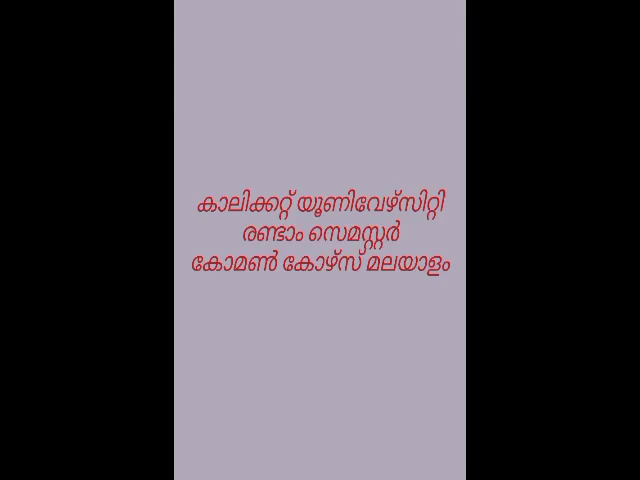 കാലിക്കറ്റ് യൂണിവേഴ്സിറ്റി
രണ്ടാം സെമസ്റ്റർ
കോമൺ കോഴ്സ് മലയാളം